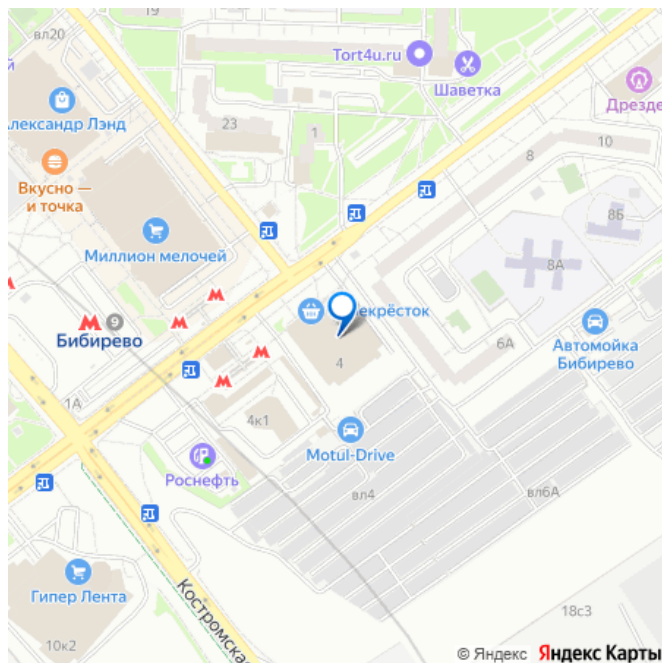 19
вл20
Tort4u.ru
Шаветка
Дрезде
й
Александр Лэнд
23
1
10
8
Вкусно —
и точка
8Б
Миллион мелочей
8А
екрёсток
9
Бибирево
6А
Автомойка
Бибирево
4
1А
4к1
Motul-Drive
Роснефть
вл4
вл6А
Гипер Лента
Костромская
18с3
10к2
© Яндекс Яндекс Карты